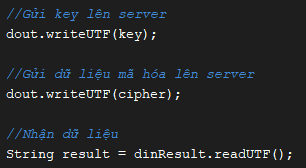 //Gửi key lên server
dout.writeUTF(key);
//Gửi dữ liệu mã hóa lên server
dout.writeUTF(cipher);
//Nhận dữ liệu
String result = dinResult.readUTF();